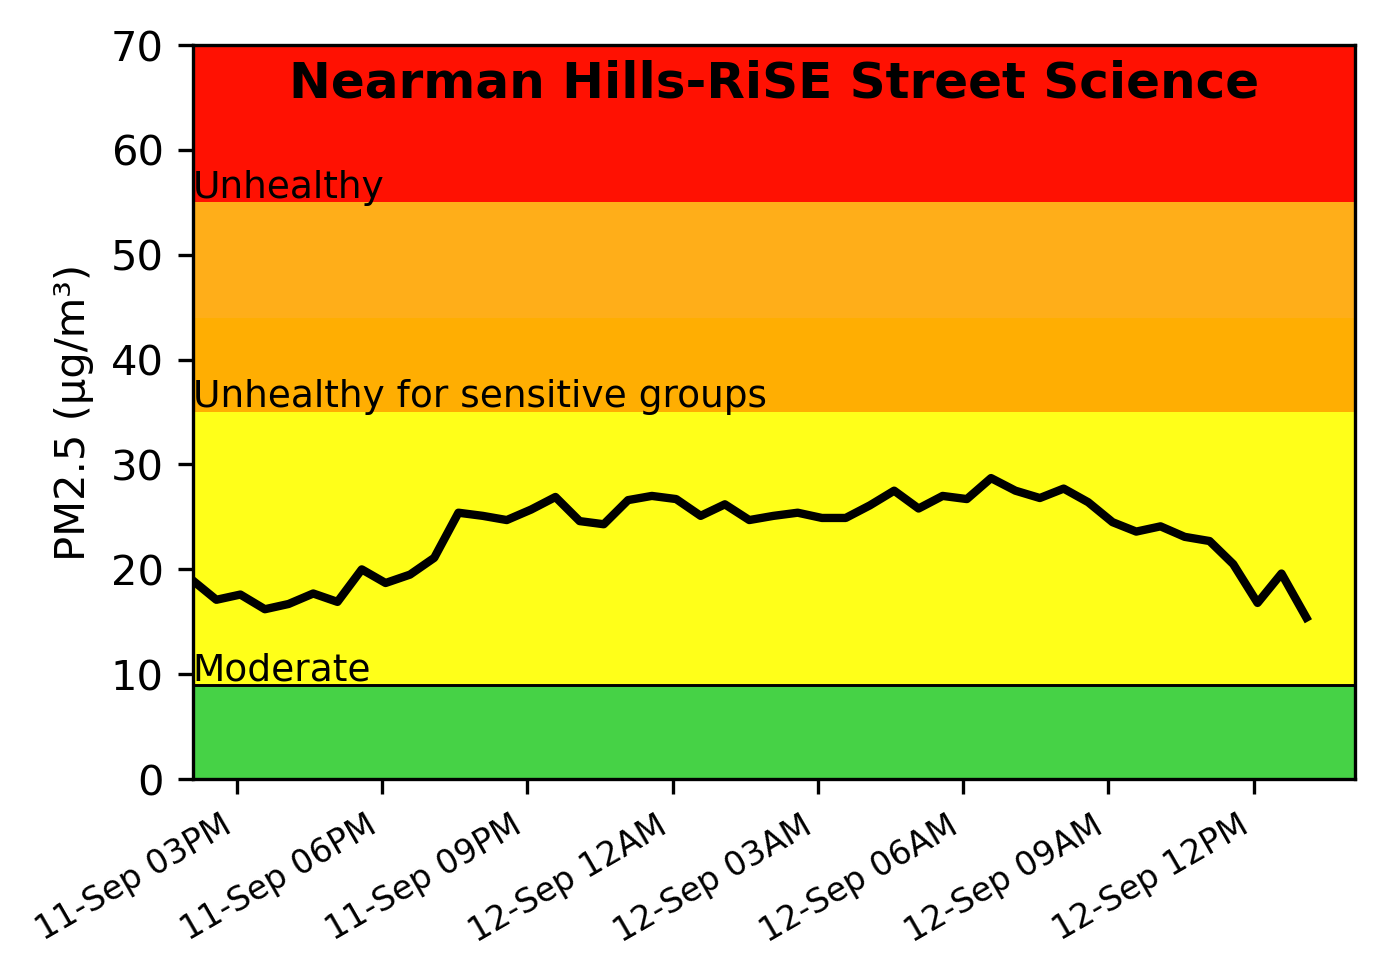 Nearman Hills-RiSE Street Science
70
60
Unhealthy
50
40
Unhealthy for sensitive groups
30
20
10
Moderate
0
PM2.5 (µg/m³)
11-Sep 03PM
11-Sep 06PM
11-Sep 09PM
12-Sep 12AM
12-Sep 03AM
12-Sep 06AM
12-Sep 09AM
12-Sep 12PM